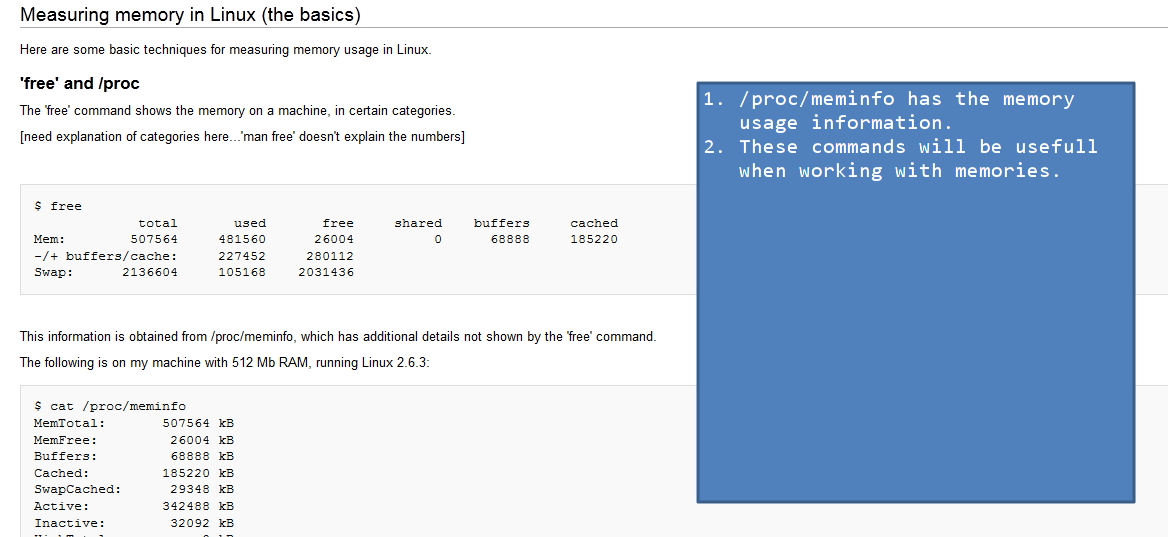 Measuring memory in Linux (the basics)
Here are some basic techniques for measuring memory usage in Linux.
'free' and /proc
The 'free' command shows the memory on a machine, in certain categories.
[need explanation of categories here...'man free' doesn't explain the numbers]
$ free
total used free shared buffers cached
Mem: 507564 481560 26004 0 68888 185220
-/+ buffers/cache: 227452 280112
Swap: 2136604 105168 2031436
This information is obtained from /proc/meminfo, which has additional details not shown by the 'free' command.
The following is on my machine with 512 Mb RAM, running Linux 2.6.3:
$ cat /proc/meminfo
MemTotal: 507564 kB
MemFree: 26004 kB
Buffers: 68888 kB
Cached: 185220 kB
SwapCached: 29348 kB
Active: 342488 kB
Inactive: 32092 kB
1. /proc/meminfo has the memory
usage information.
2. These commands will be usefull
when working with memories.